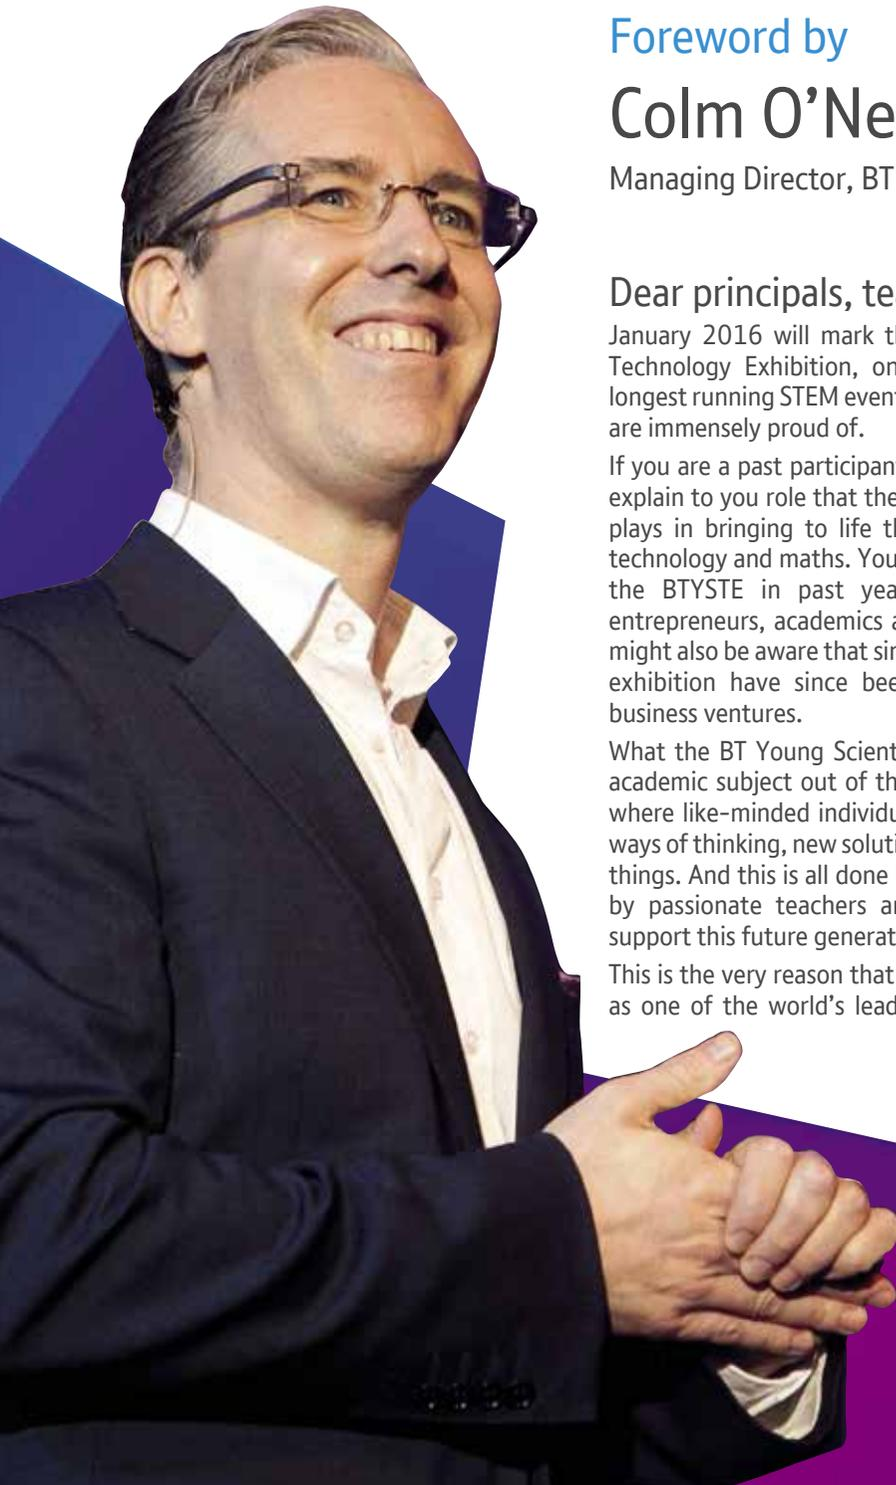 Foreword by
Colm O’Ne
Managing Director, BT
Dear principals, te
January 2016 will mark th
Technology Exhibition, on
longest running STEM event
are immensely proud of.
If you are a past participan
explain to you role that the
plays in bringing to life th
technology and maths. You
the BTYSTE in past yea
entrepreneurs, academics a
might also be aware that sin
exhibition have since bee
business ventures.
What the BT Young Scient
academic subject out of th
where like-minded individu
ways of thinking, new soluti
things. And this is all done
by passionate teachers an
support this future generat
This is the very reason that
as one of the world’s lead